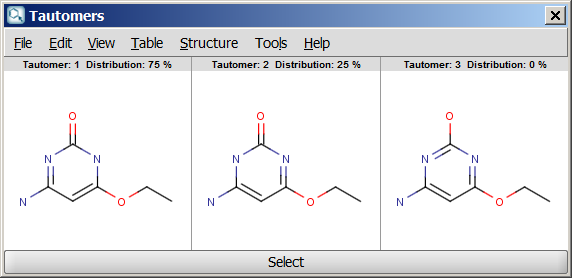 Tautomers
File Edit View Table Structure Tools Help
Tautomer: 1 Distribution: 75 % Tautomer: 2 Distribution: 25 % Tautomer: 3 Distribution: 0 %
O O O
N N N N N N
N O N O N O
Select